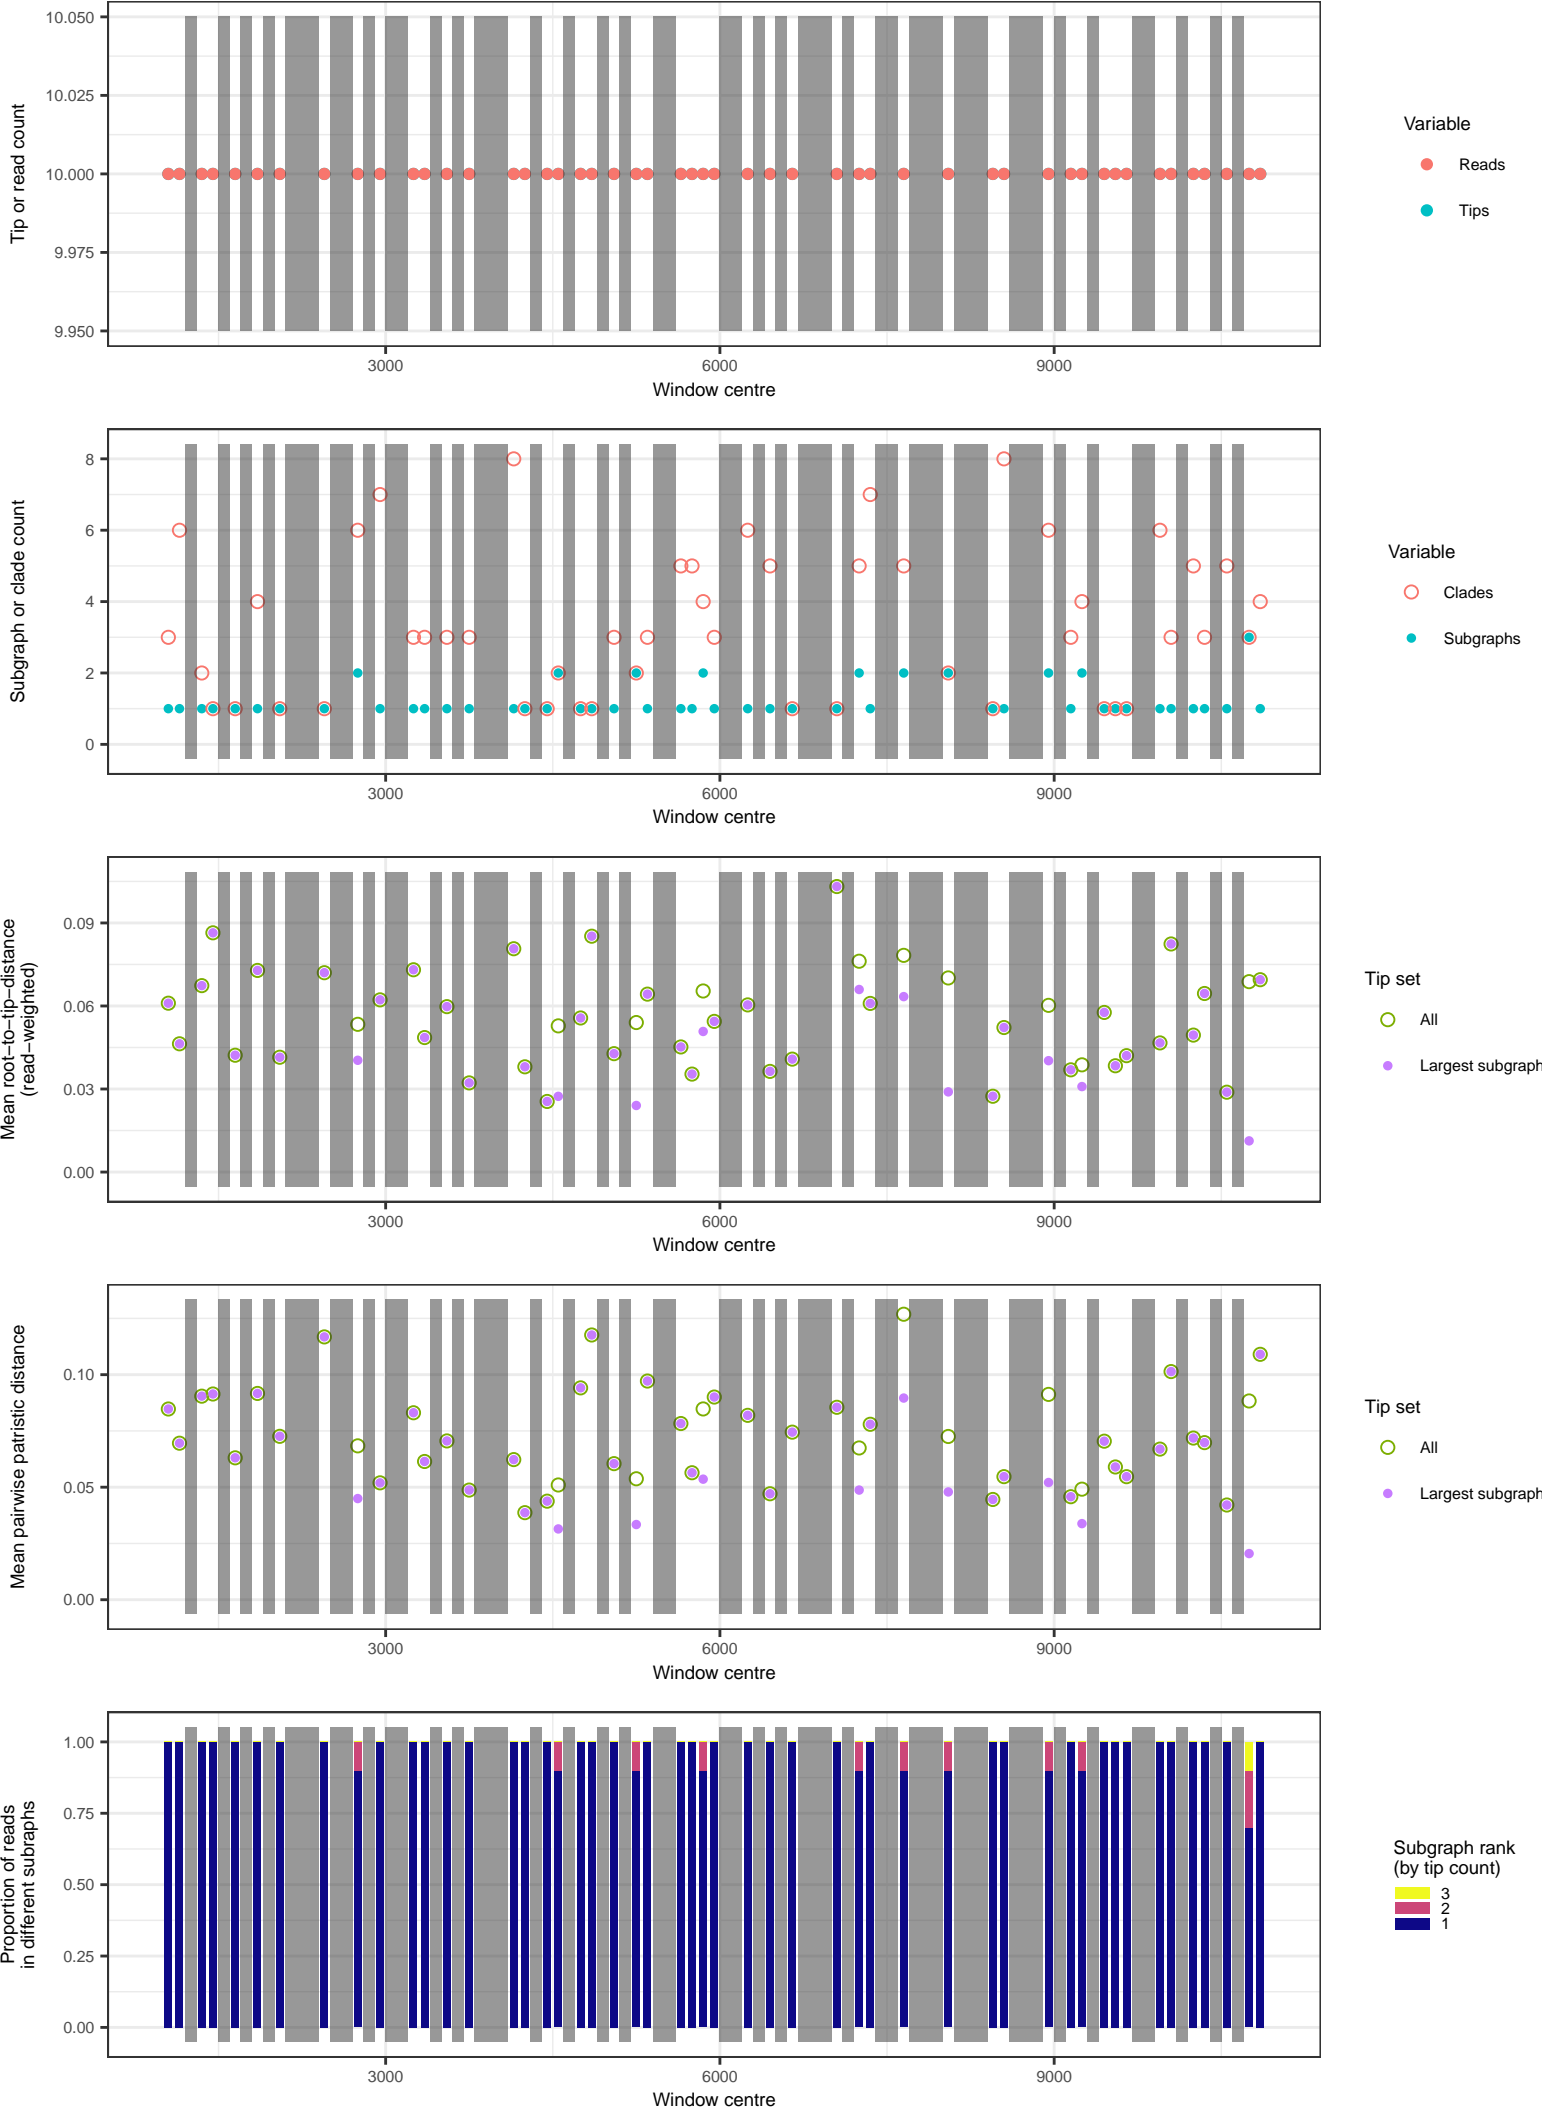 10.050
10.025
10.000
9.975
9.950
Tip or read count
3000 6000 9000
Window centre
Variable
Reads
Tips
8
6
4
2
0
Subgraph or clade count
3000 6000 9000
Window centre
Variable
Clades
Subgraphs
0.09
0.06
0.03
0.00
Mean root−to−tip−distance
(read−weighted)
3000 6000 9000
Window centre
Tip set
All
Largest subgraph
0.10
0.05
0.00
Mean pairwise patristic distance
3000 6000 9000
Window centre
Tip set
All
Largest subgraph
1.00
0.75
0.50
0.25
0.00
Proportion of reads
in different subraphs
3000 6000 9000
Window centre
Subgraph rank
(by tip count)
3
2
1